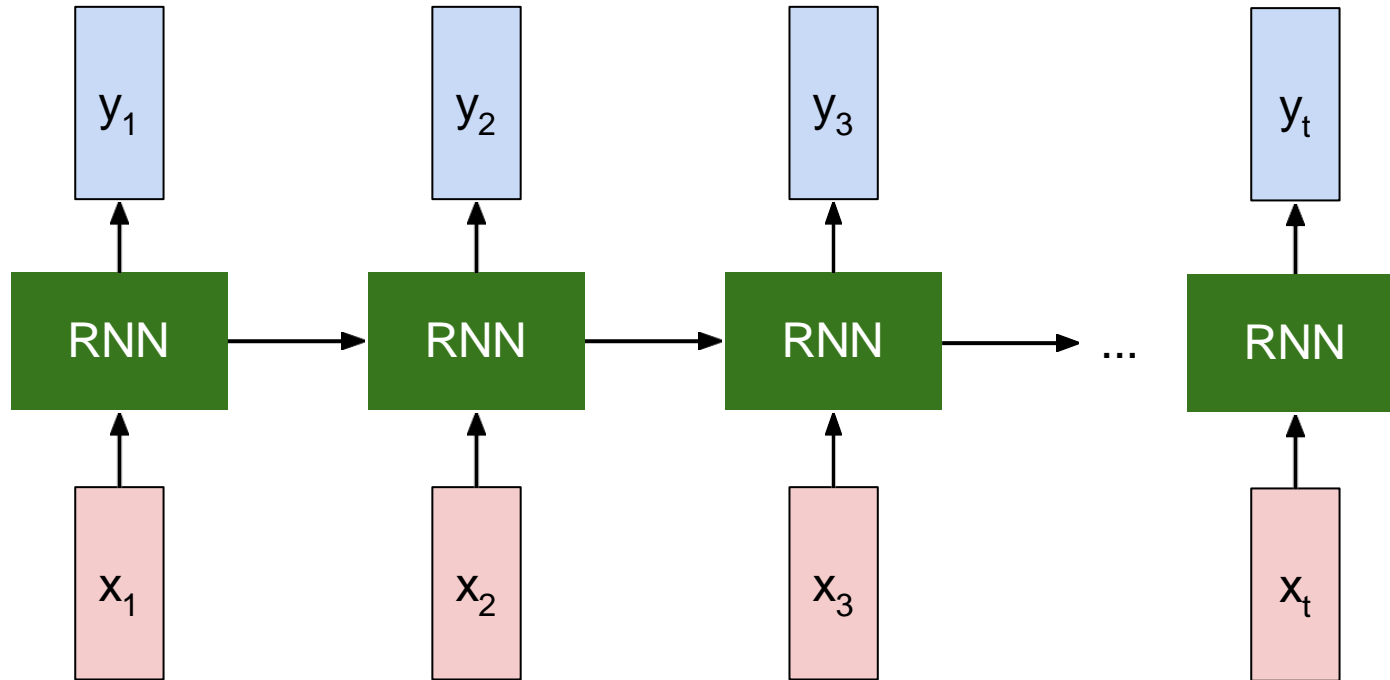 y₁ y₂ y₃ yₜ
RNN RNN RNN ... RNN
x₁ x₂ x₃ xₜ